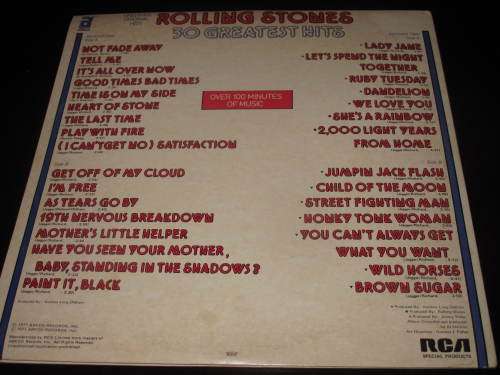 ROLLING STONES
30 GREATEST HITS
NOT FADE AWAY
TELL ME
IT'S ALL OVER NOW
GOOD TIMES BAD TIMES
TIME IS ON MY SIDE
HEART OF STONE
THE LAST TIME
PLAY WITH FIRE
(I CAN'T GET NO) SATISFACTION
GET OFF OF MY CLOUD
I'M FREE
AS TEARS GO BY
19TH NERVOUS BREAKDOWN
MOTHER'S LITTLE HELPER
HAVE YOU SEEN YOUR MOTHER,
BABY, STANDING IN THE SHADOWS?
PAINT IT, BLACK
OVER 100 MINUTES
OF MUSIC
LADY JANE
LET'S SPEND THE NIGHT
TOGETHER
RUBY TUESDAY
DANDELION
WE LOVE YOU
SHE'S A RAINBOW
2,000 LIGHT YEARS
FROM HOME
JUMPIN JACK FLASH
CHILD OF THE MOON
STREET FIGHTING MAN
HONKY TONK WOMAN
YOU CAN'T ALWAYS GET
WHAT YOU WANT
WILD HORSES
BROWN SUGAR
RCA
SPECIAL PRODUCTS